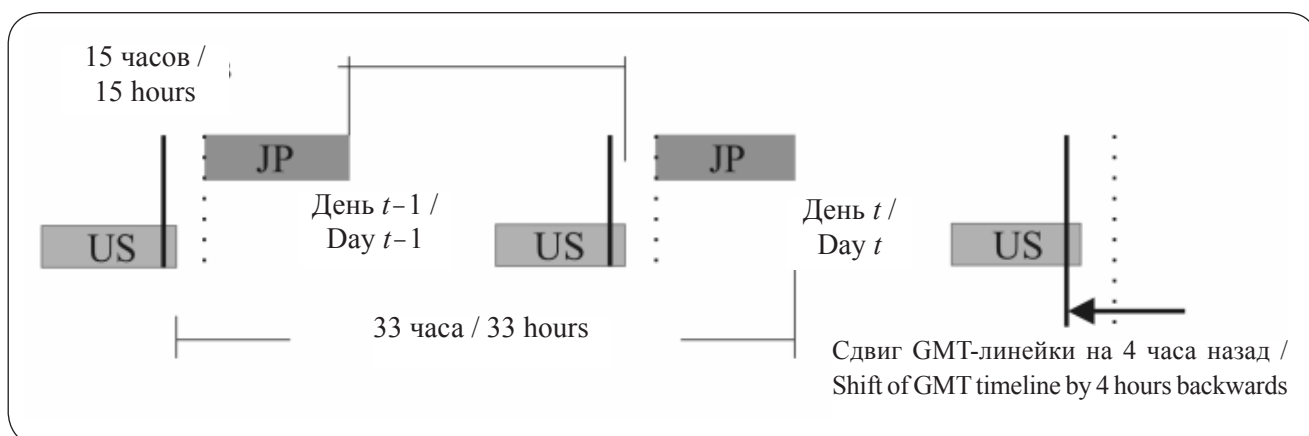 15 часов /
15 hours
JP
JP
День t−1 /
Day t−1
День t /
Day t
US
US
US
33 часа / 33 hours
Сдвиг GMT-линейки на 4 часа назад /
Shift of GMT timeline by 4 hours backwards